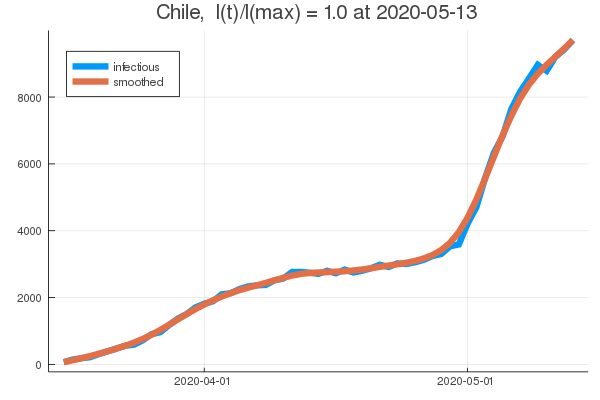 Chile,  I(t)/I(max) = 1.0 at 2020-05-13
infectious
smoothed
8000
6000
4000
2000
0
2020-04-01 2020-05-01